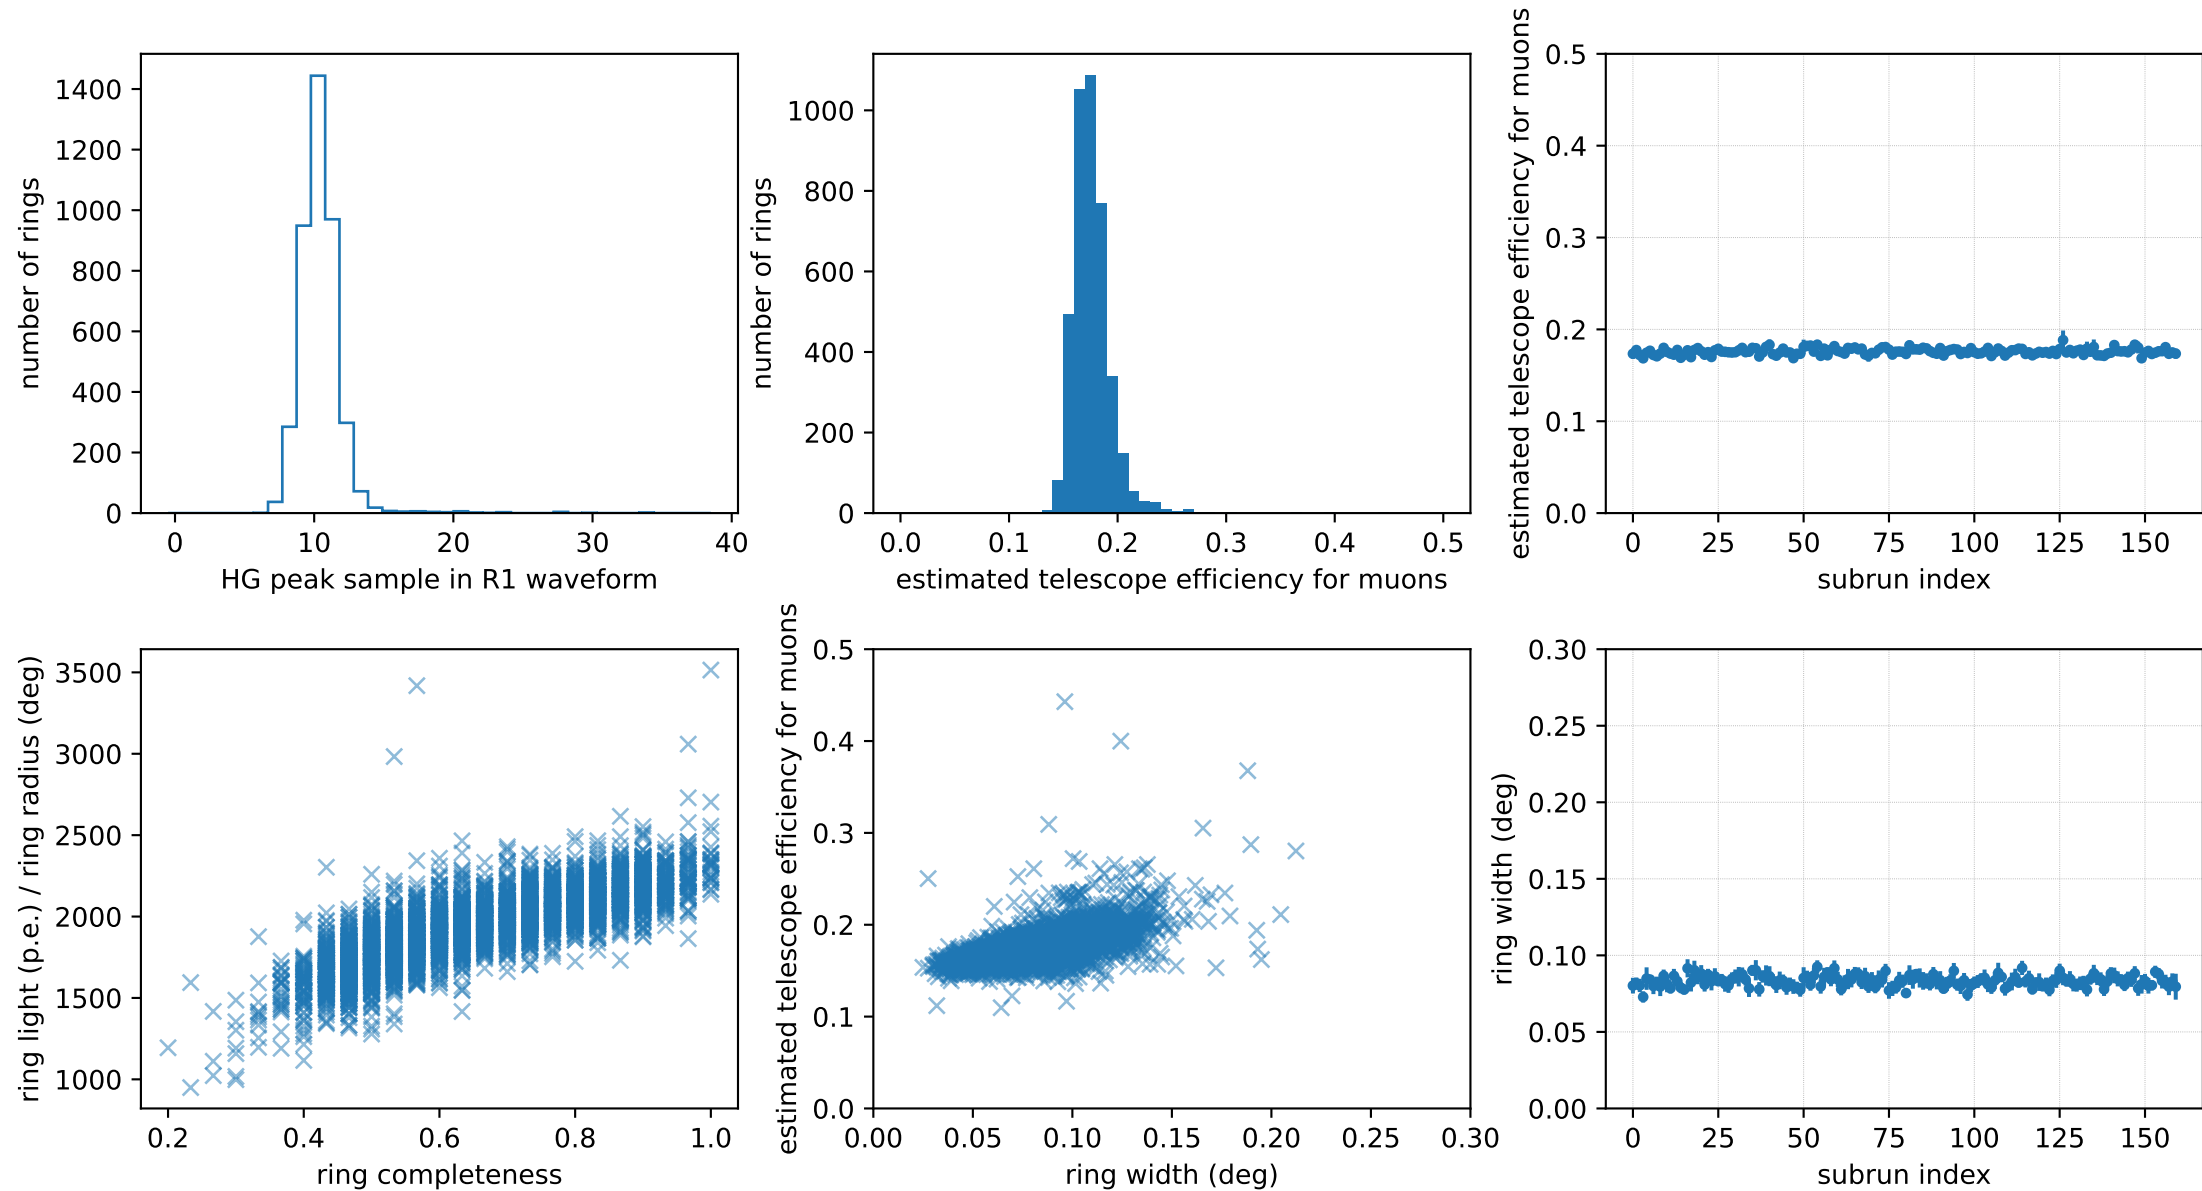 number of rings
1400
1200
1000
800
600
400
200
0
0 10 20 30 40
HG peak sample in R1 waveform
number of rings
1000
800
600
400
200
0
0.0 0.1 0.2 0.3 0.4 0.5
estimated telescope efficiency for muons
estimated telescope efficiency for muons
0.5
0.4
0.3
0.2
0.1
0.0
0 25 50 75 100 125 150
subrun index
ring light (p.e.) / ring radius (deg)
3500
3000
2500
2000
1500
1000
0.2 0.4 0.6 0.8 1.0
ring completeness
estimated telescope efficiency for muons
0.5
0.4
0.3
0.2
0.1
0.0
0.00 0.05 0.10 0.15 0.20 0.25 0.30
ring width (deg)
ring width (deg)
0.30
0.25
0.20
0.15
0.10
0.05
0.00
0 25 50 75 100 125 150
subrun index